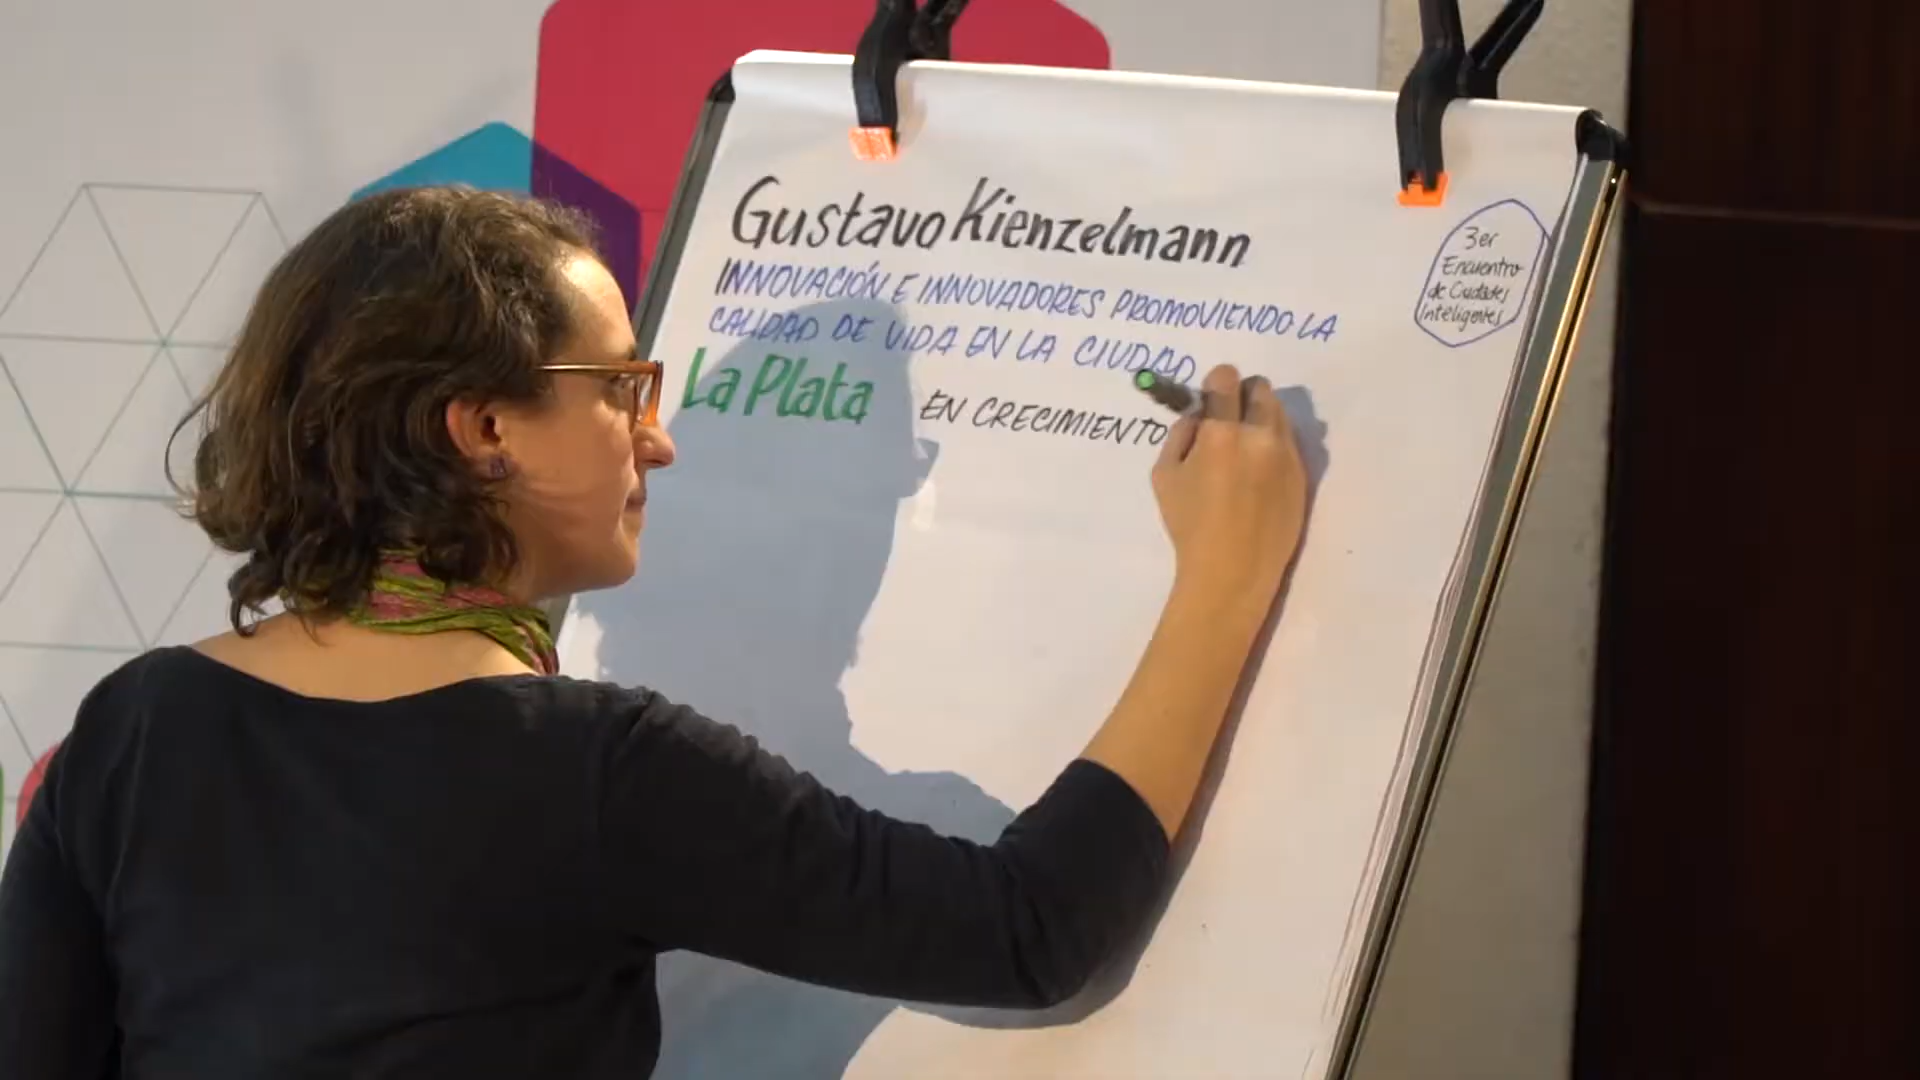 Gustavo Kienzelmann
INNOVACIÓN E INNOVADORES PROMOVIENDO LA
CALIDAD DE VIDA EN LA CIUDAD
La Plata EN CRECIMIENTO
3er
Encuentro
de Ciudades
Inteligentes